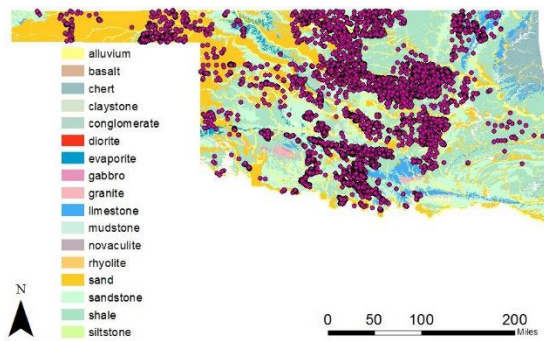 alluvium
basalt
chert
claystone
conglomerate
diorite
evaporite
gabbro
granite
limestone
mudstone
novaculite
rhyolite
sand
sandstone
shale
siltstone
N
0 50 100 200
Miles